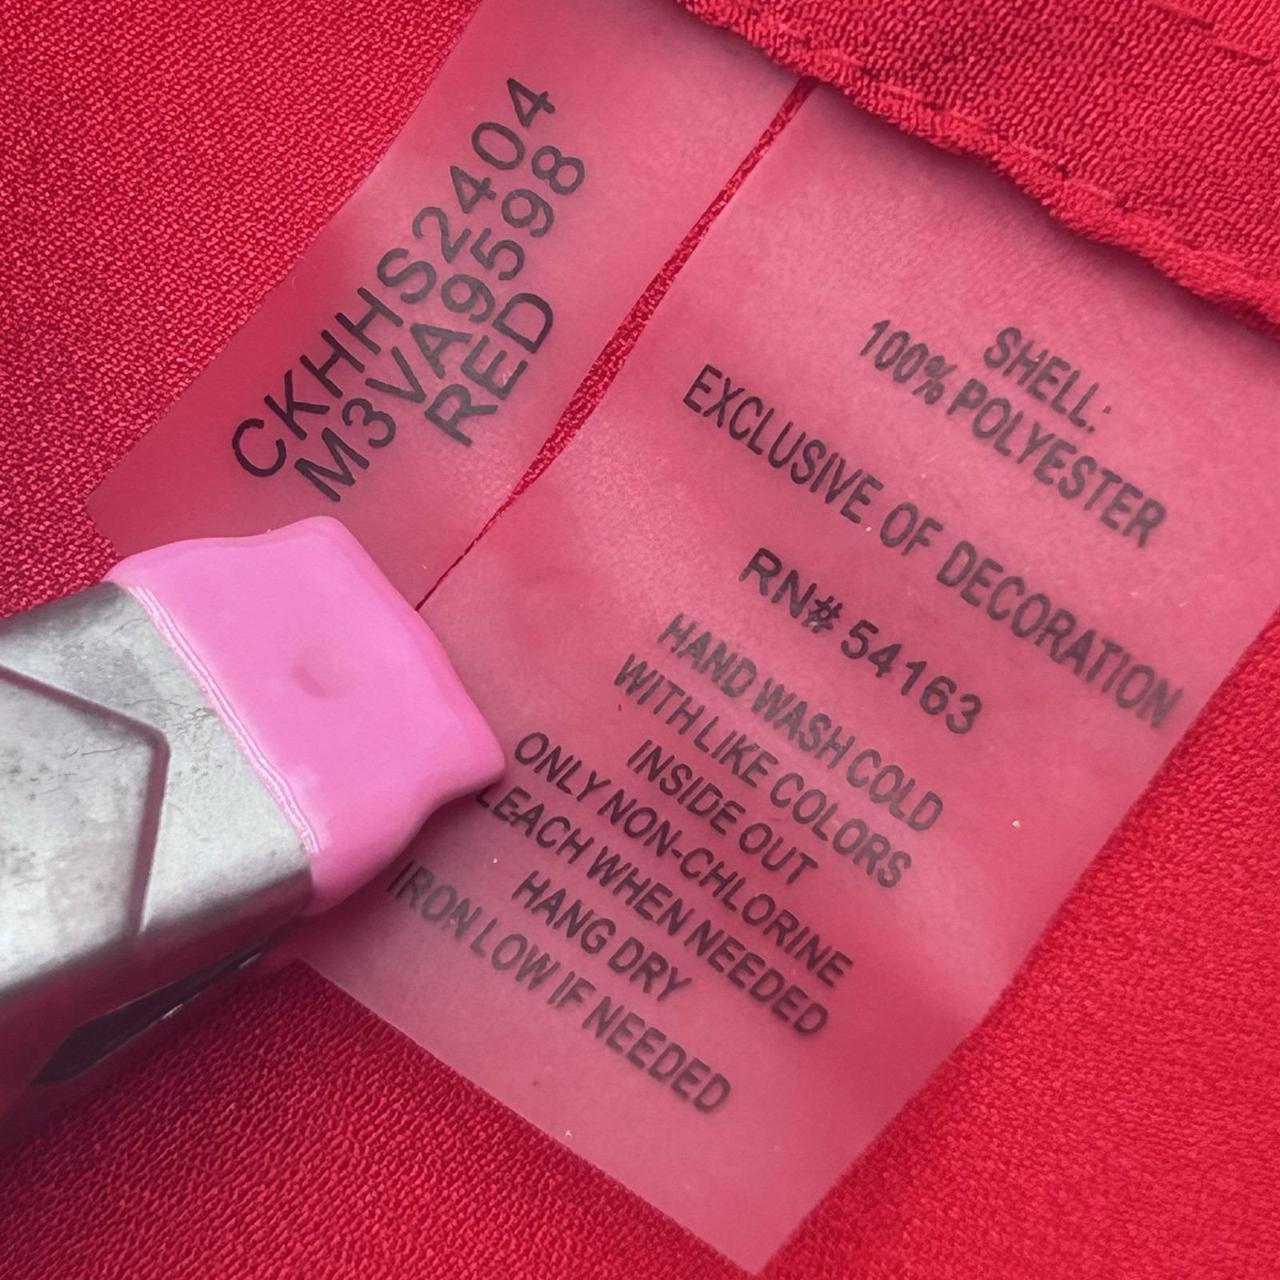 CKHHS2404
M3VA9598
RED
SHELL:
100% POLYESTER
EXCLUSIVE OF DECORATION
RN# 54163
HAND WASH COLD
WITH LIKE COLORS
INSIDE OUT
ONLY NON-CHLORINE
LEACH WHEN NEEDED
HANG DRY
IRON LOW IF NEEDED